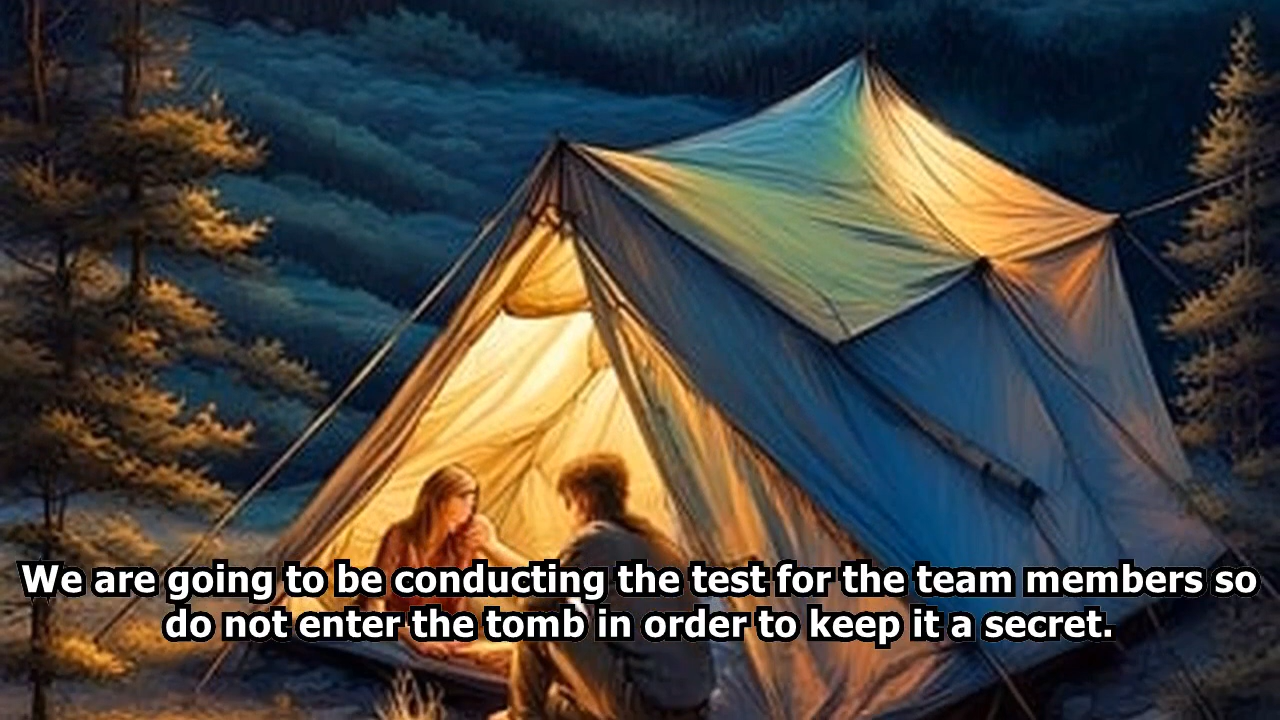 We are going to be conducting the test for the team members so
do not enter the tomb in order to keep it a secret.